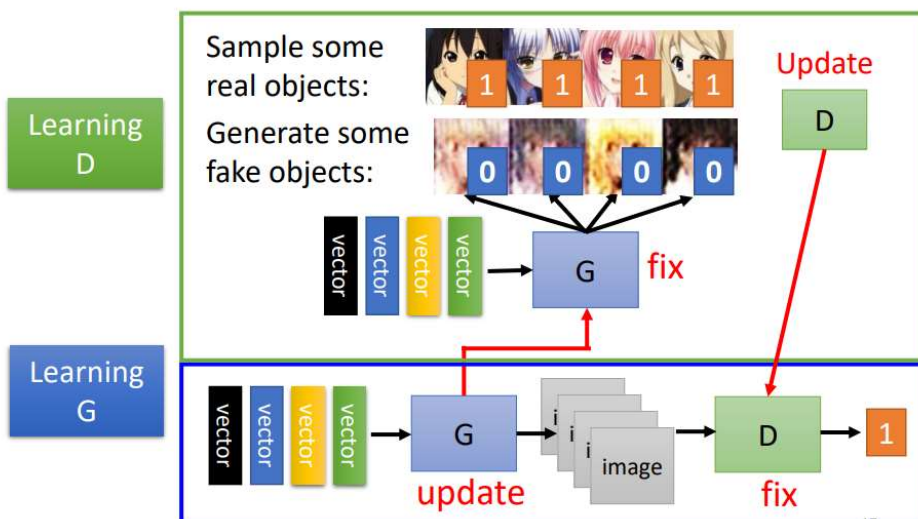 Learning
D
Sample some
real objects:
1 1 1 1
Generate some
fake objects:
0 0 0 0
Update
D
vector vector vector vector
G
fix
Learning
G
vector vector vector vector
G
update
image
D
fix
1